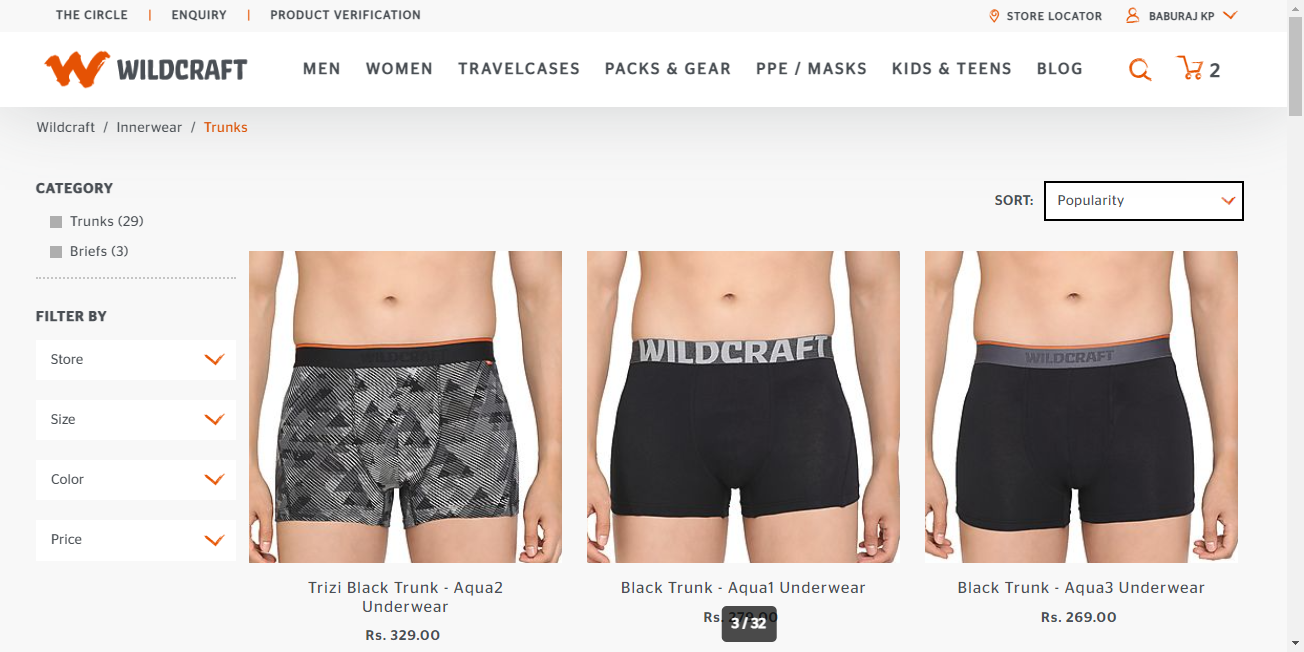 THE CIRCLE | ENQUIRY | PRODUCT VERIFICATION
STORE LOCATOR BABURAJ KP
WILDCRAFT
MEN WOMEN TRAVELCASES PACKS & GEAR PPE / MASKS KIDS & TEENS BLOG
2
Wildcraft / Innerwear / Trunks
CATEGORY
Trunks (29)
Briefs (3)
SORT: Popularity
FILTER BY
Store
Size
Color
Price
WILDCRAFT
WILDCRAFT
WILDCRAFT
Trizi Black Trunk - Aqua2
Underwear
Rs. 329.00
Black Trunk - Aqua1 Underwear
Rs. 279.00
3 / 32
Black Trunk - Aqua3 Underwear
Rs. 269.00